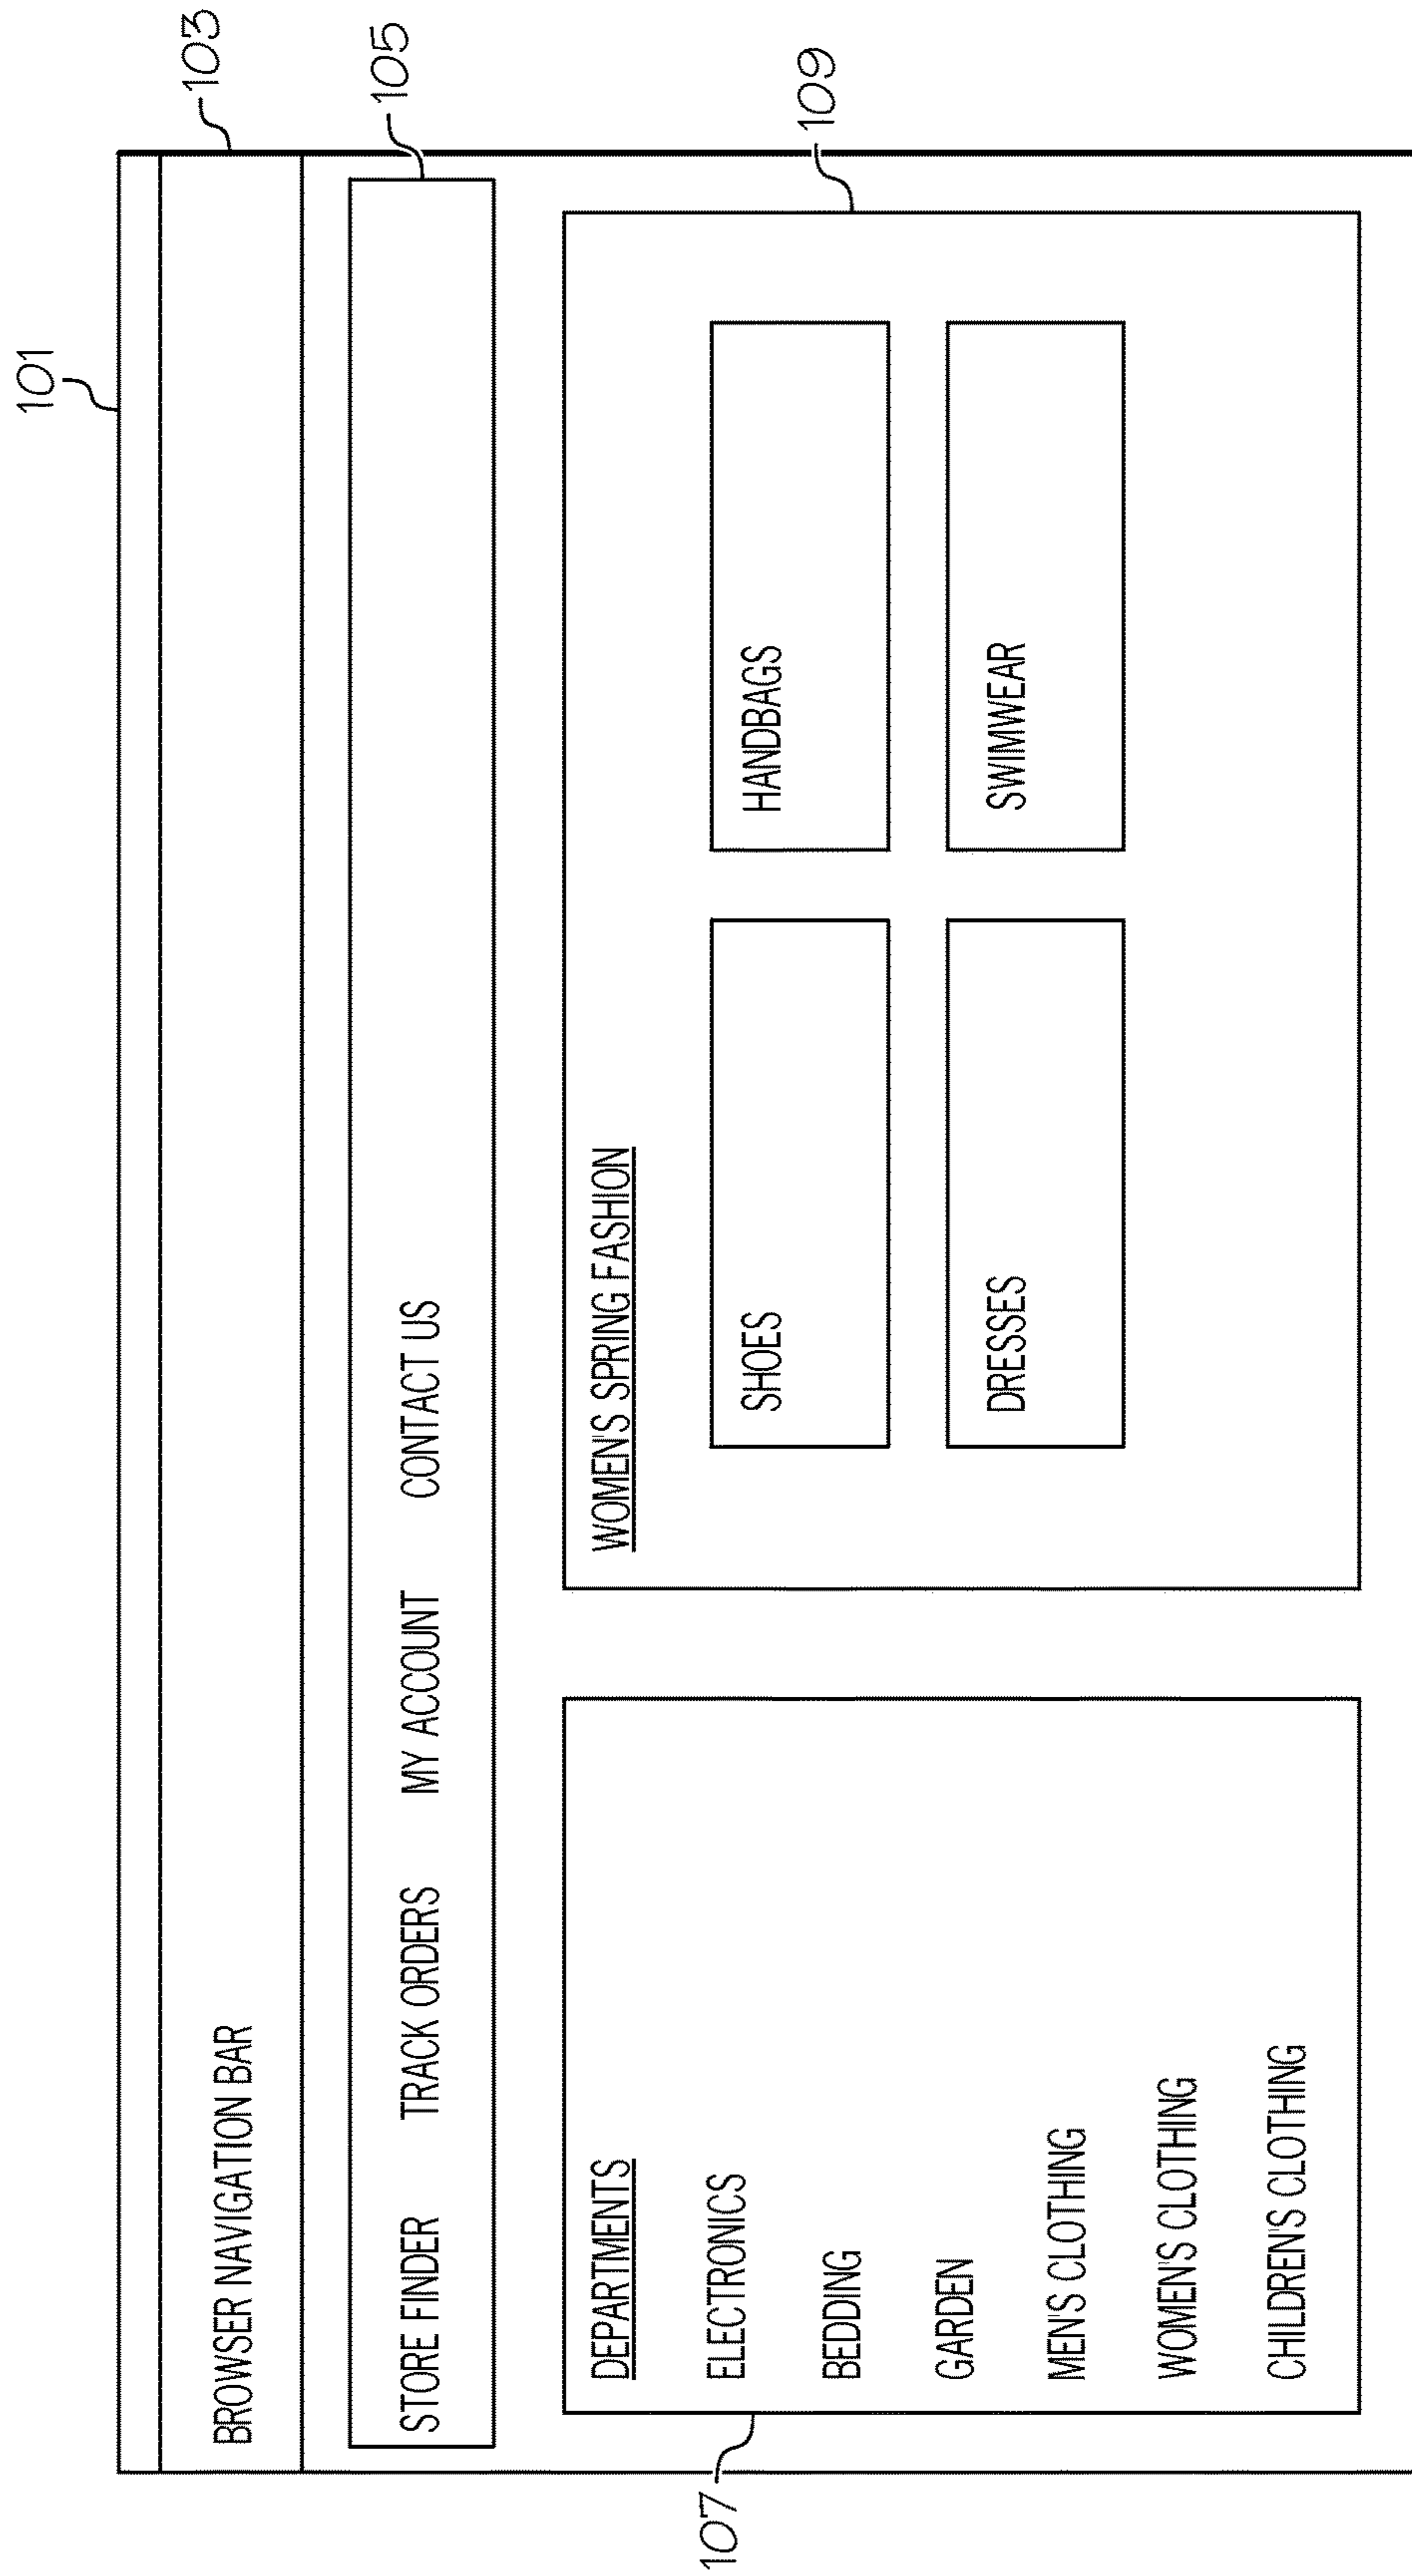 101
103
BROWSER NAVIGATION BAR
105
STORE FINDER TRACK ORDERS MY ACCOUNT CONTACT US
107
DEPARTMENTS
ELECTRONICS
BEDDING
GARDEN
MEN'S CLOTHING
WOMEN'S CLOTHING
CHILDREN'S CLOTHING
109
WOMEN'S SPRING FASHION
SHOES HANDBAGS
DRESSES SWIMWEAR